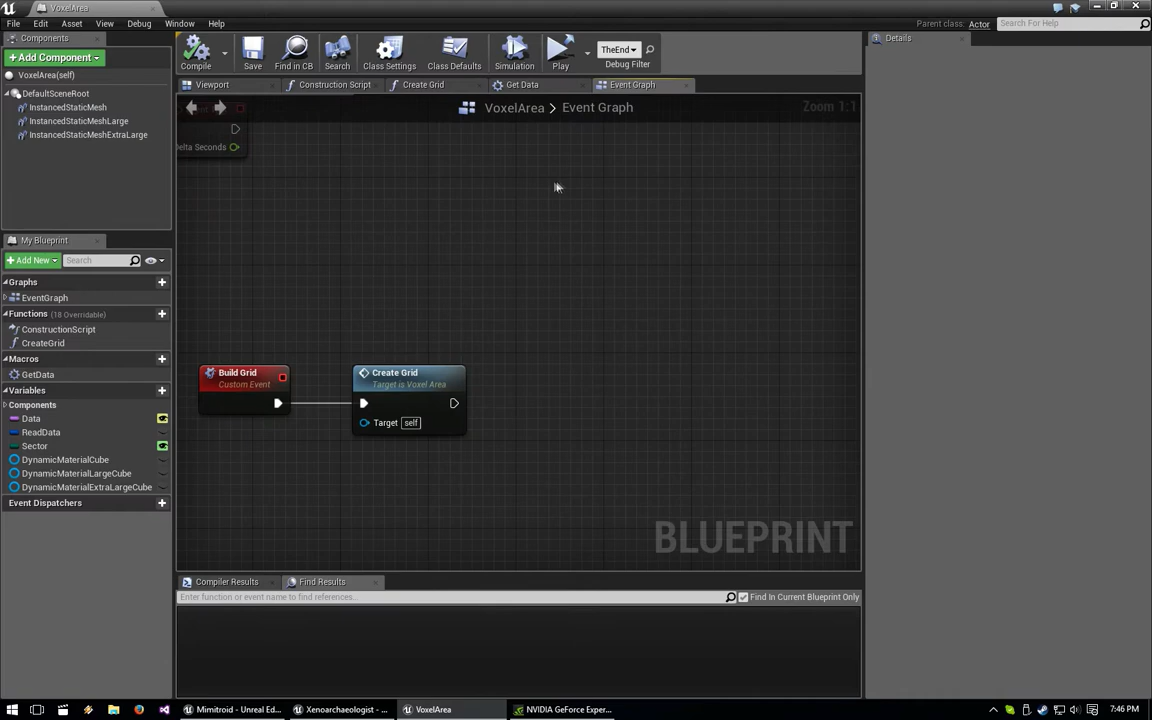 VoxelArea
File Edit Asset View Debug Window Help
Parent class: Actor
Search For Help
Components
Add Component
VoxelArea(self)
DefaultSceneRoot
InstancedStaticMesh
InstancedStaticMeshLarge
InstancedStaticMeshExtraLarge
Compile
Save
Find in CB
Search
Class Settings
Class Defaults
Simulation
Play
TheEnd
Debug Filter
Details
Viewport
Construction Script
Create Grid
Get Data
Event Graph
VoxelArea > Event Graph
Zoom 1:1
Delta Seconds
Build Grid
Custom Event
Create Grid
Target is Voxel Area
Target self
BLUEPRINT
My Blueprint
Add New
Search
Graphs
EventGraph
Functions (18 Overridable)
ConstructionScript
CreateGrid
Macros
GetData
Variables
Components
Data
ReadData
Sector
DynamicMaterialCube
DynamicMaterialLargeCube
DynamicMaterialExtraLargeCube
Event Dispatchers
Compiler Results
Find Results
Enter function or event name to find references...
Find In Current Blueprint Only
Mimitroid - Unreal Ed...
Xenoarchaeologist - ...
VoxelArea
NVIDIA GeForce Exper...
7:46 PM